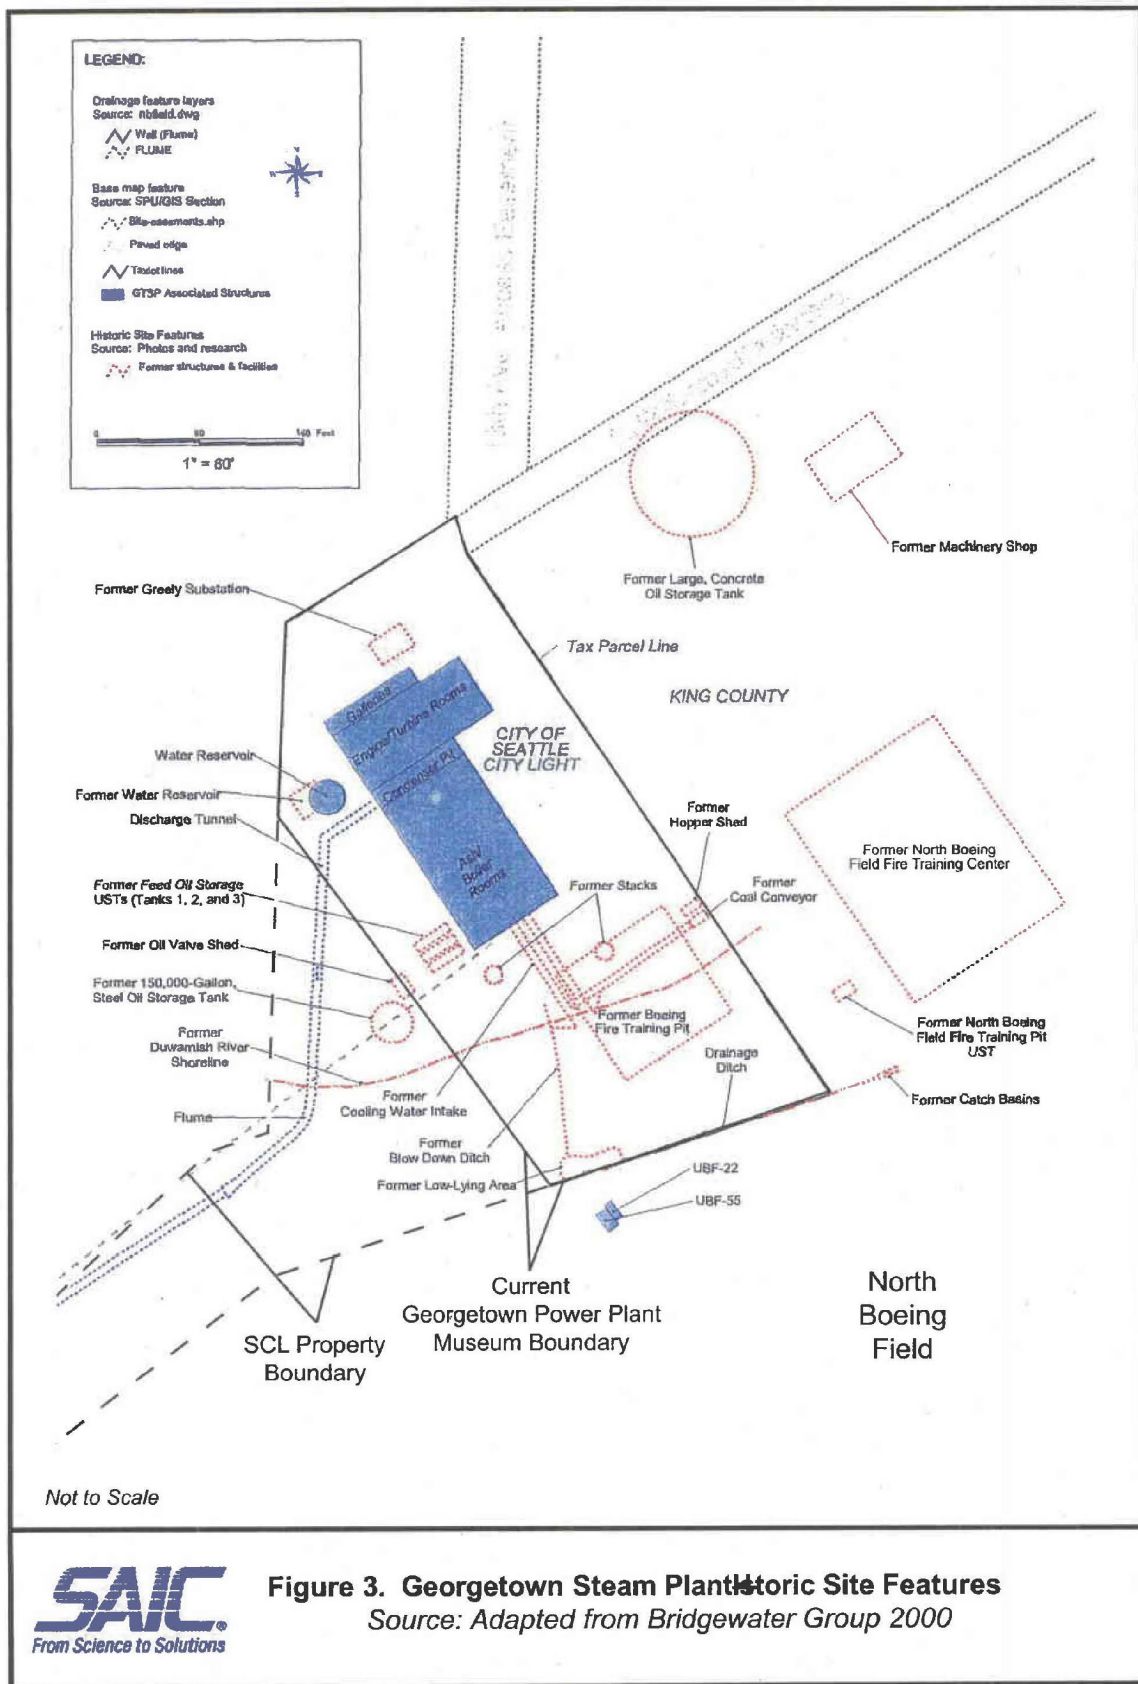 LEGEND:
Drainage feature layers
Source: nbfield.dwg
Wall (Flume)
FLUME
Base map feature
Source: SPU/GIS Section
Site-easements.shp
Paved edge
Taxlot lines
GTSP Associated Structures
Historic Site Features
Source: Photos and research
Former structures & facilities
0 80 160 Feet
1" = 80'
N
W E
S
Easement
Former Machinery Shop
Former Large, Concrete
Oil Storage Tank
Former Greely Substation
Tax Parcel Line
KING COUNTY
Galleries
Engine/Turbine Rooms
Condenser Pit
CITY OF
SEATTLE
CITY LIGHT
Water Reservoir
Former Water Reservoir
Discharge Tunnel
Former
Hopper Shed
Ash/
Boiler
Rooms
Former North Boeing
Field Fire Training Center
Former Feed Oil Storage
USTs (Tanks 1, 2, and 3)
Former Stacks
Former
Coal Conveyor
Former Oil Valve Shed
Former 150,000-Gallon,
Steel Oil Storage Tank
Former Boeing
Fire Training Pit
Former North Boeing
Field Fire Training Pit
UST
Former
Duwamish River
Shoreline
Drainage
Ditch
Former
Cooling Water Intake
Former Catch Basins
Flume
Former
Blow Down Ditch
Former Low-Lying Area
UBF-22
UBF-55
Current
Georgetown Power Plant
Museum Boundary
North
Boeing
Field
SCL Property
Boundary
Not to Scale
SAIC
From Science to Solutions
Figure 3. Georgetown Steam Plant Historic Site Features
Source: Adapted from Bridgewater Group 2000